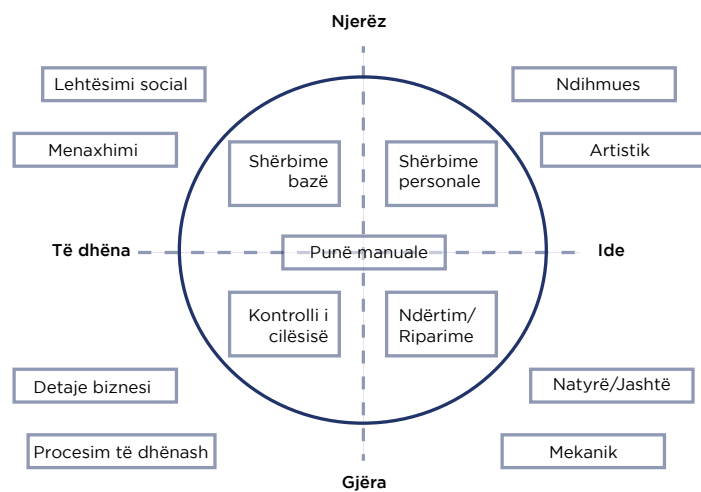 Njerëz
Lehtësimi social
Ndihmues
Menaxhimi
Artistik
Shërbime
bazë
Shërbime
personale
Të dhëna
Punë manuale
Ide
Kontrolli i
cilësisë
Ndërtim/
Riparime
Detaje biznesi
Natyrë/Jashtë
Procesim të dhënash
Mekanik
Gjëra